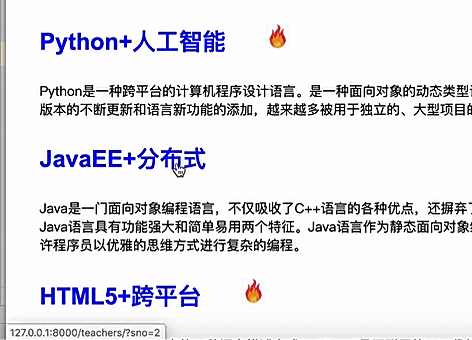 Python+人工智能
Python是一种跨平台的计算机程序设计语言。是一种面向对象的动态类型
版本的不断更新和语言新功能的添加，越来越多被用于独立的、大型项目的
JavaEE+分布式
Java是一门面向对象编程语言，不仅吸收了C++语言的各种优点，还摒弃了
Java语言具有功能强大和简单易用两个特征。Java语言作为静态面向对象编
许程序员以优雅的思维方式进行复杂的编程。
HTML5+跨平台
127.0.0.1:8000/teachers/?sno=2